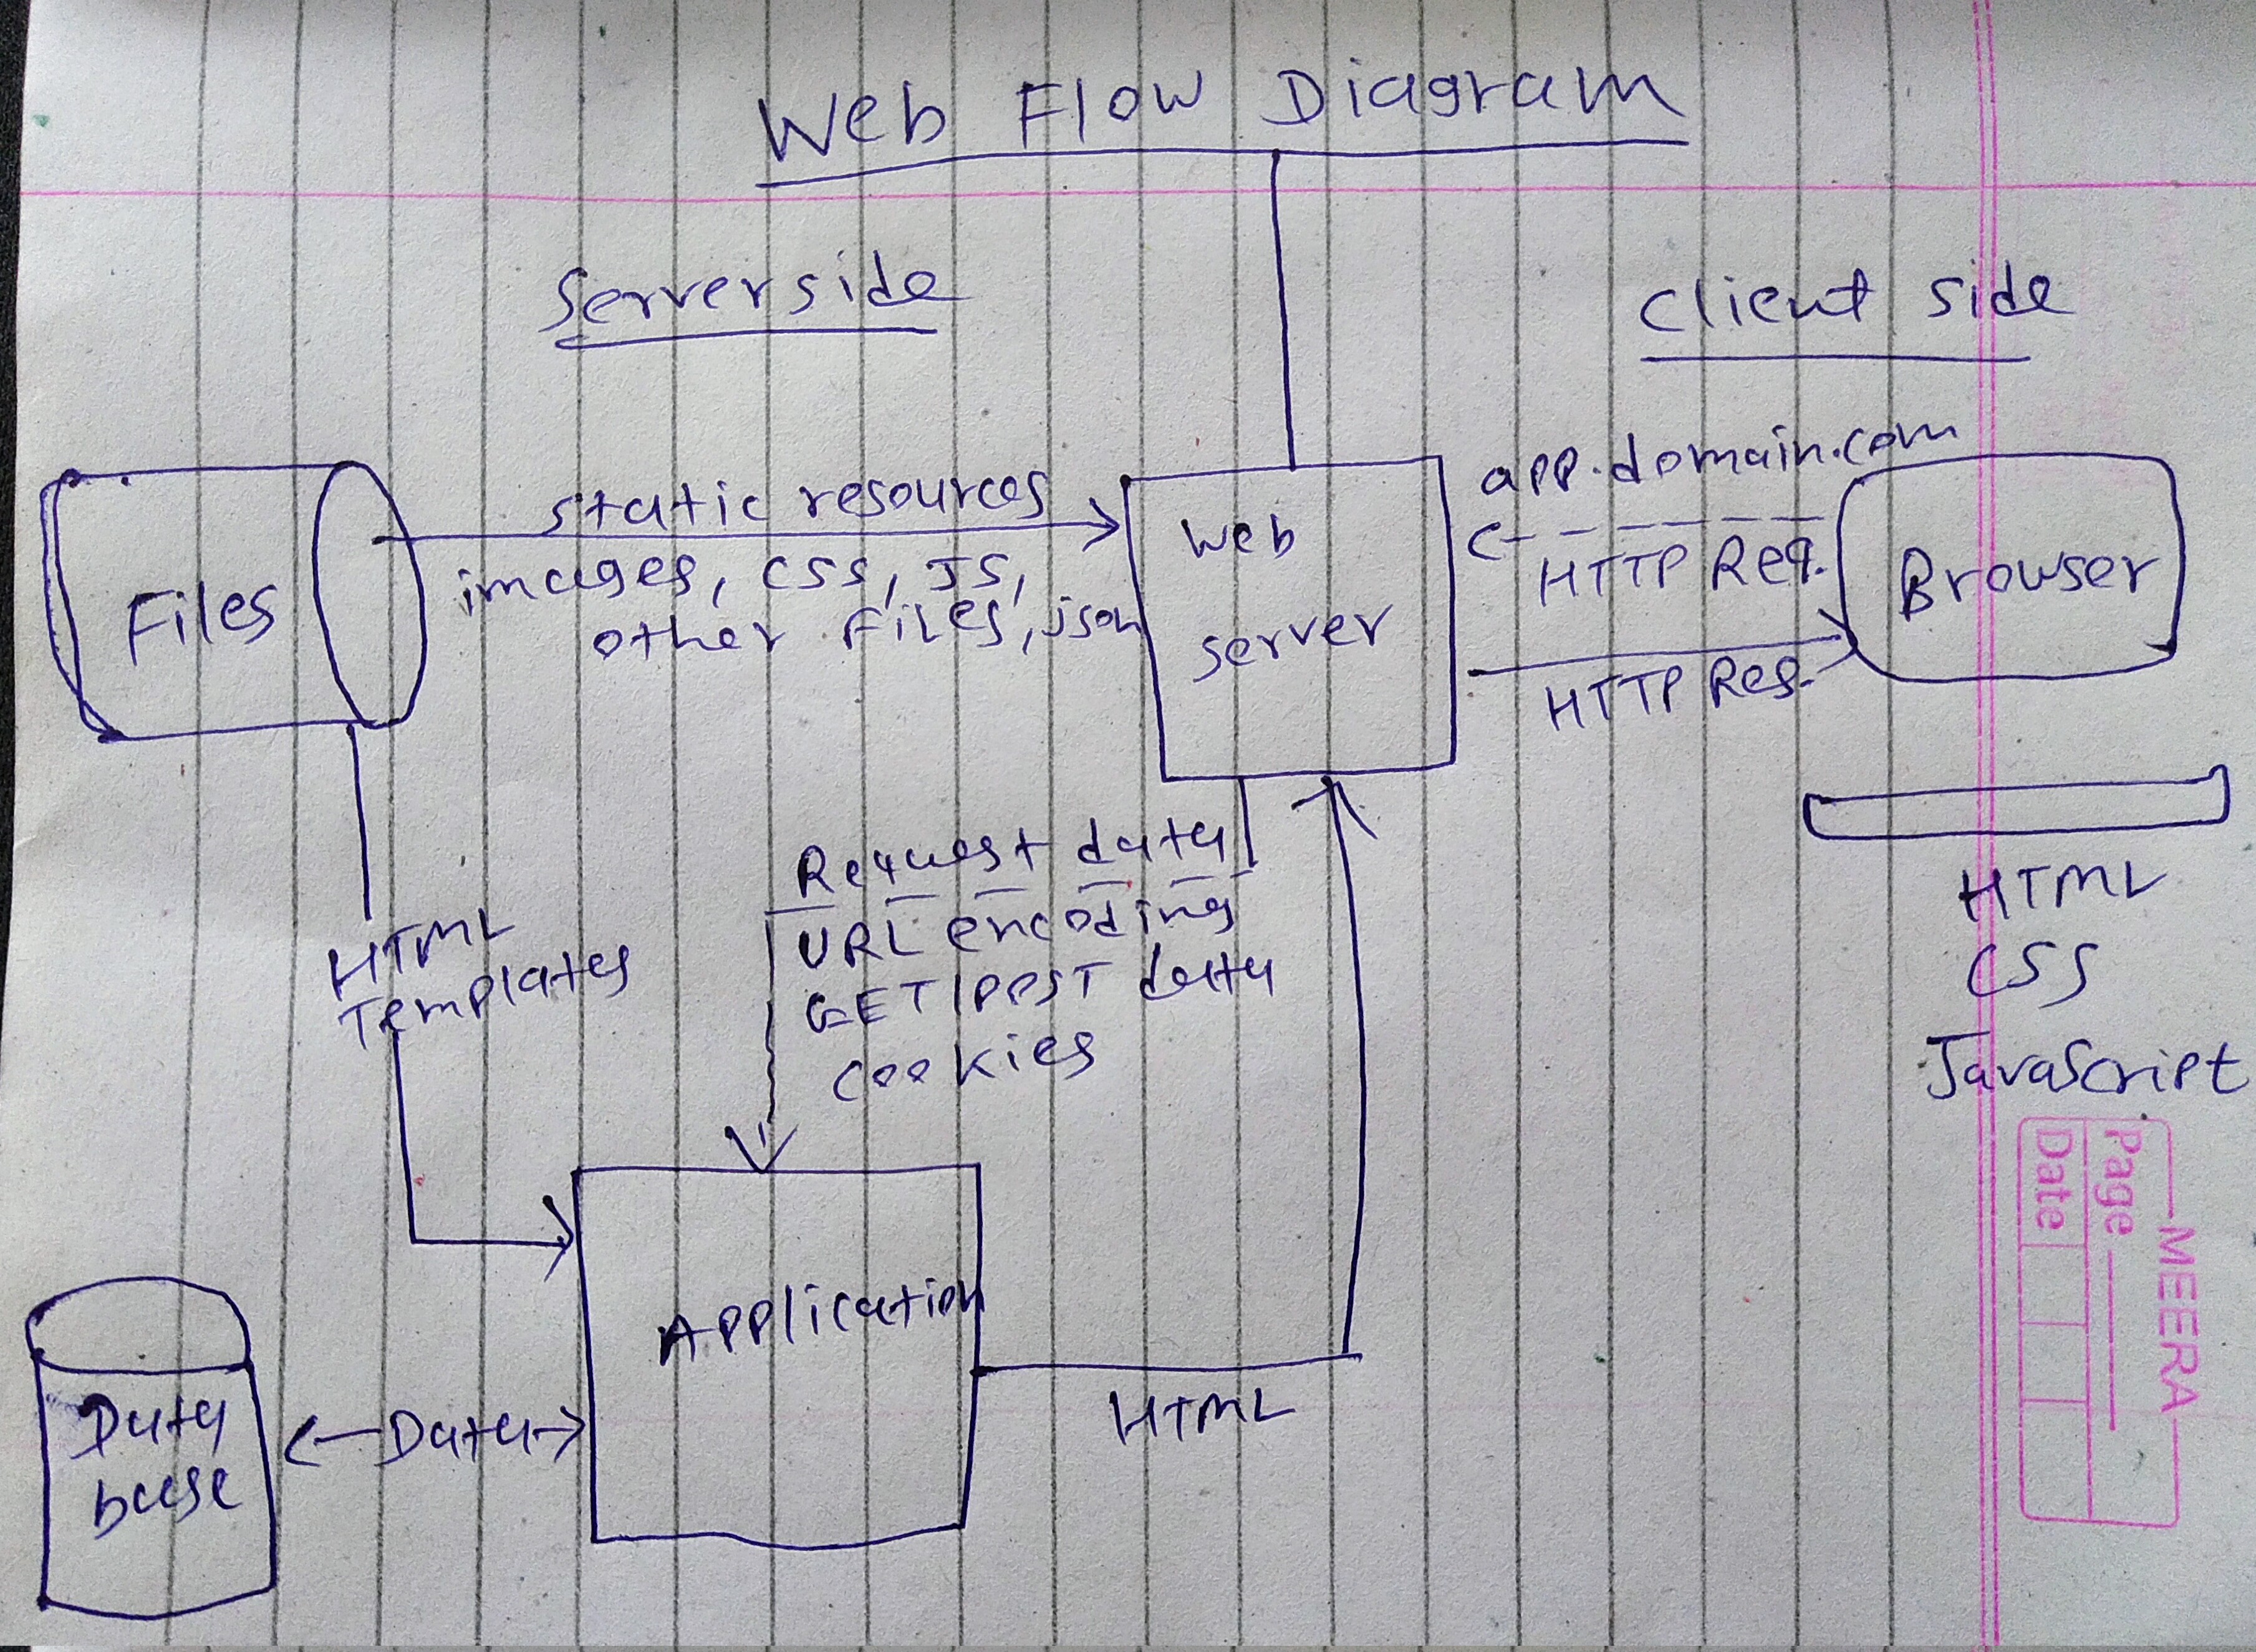 Web Flow Diagram
Server side
client side
Files
static resources
images, CSS, JS,
other files, json
Web
server
app.domain.com
HTTP Req.
HTTP Res.
Browser
HTML
CSS
JavaScript
HTML
Templates
Request data
URL encoding
GET/POST data
cookies
Application
HTML
Data
base
Data
MEERA
Page
Date